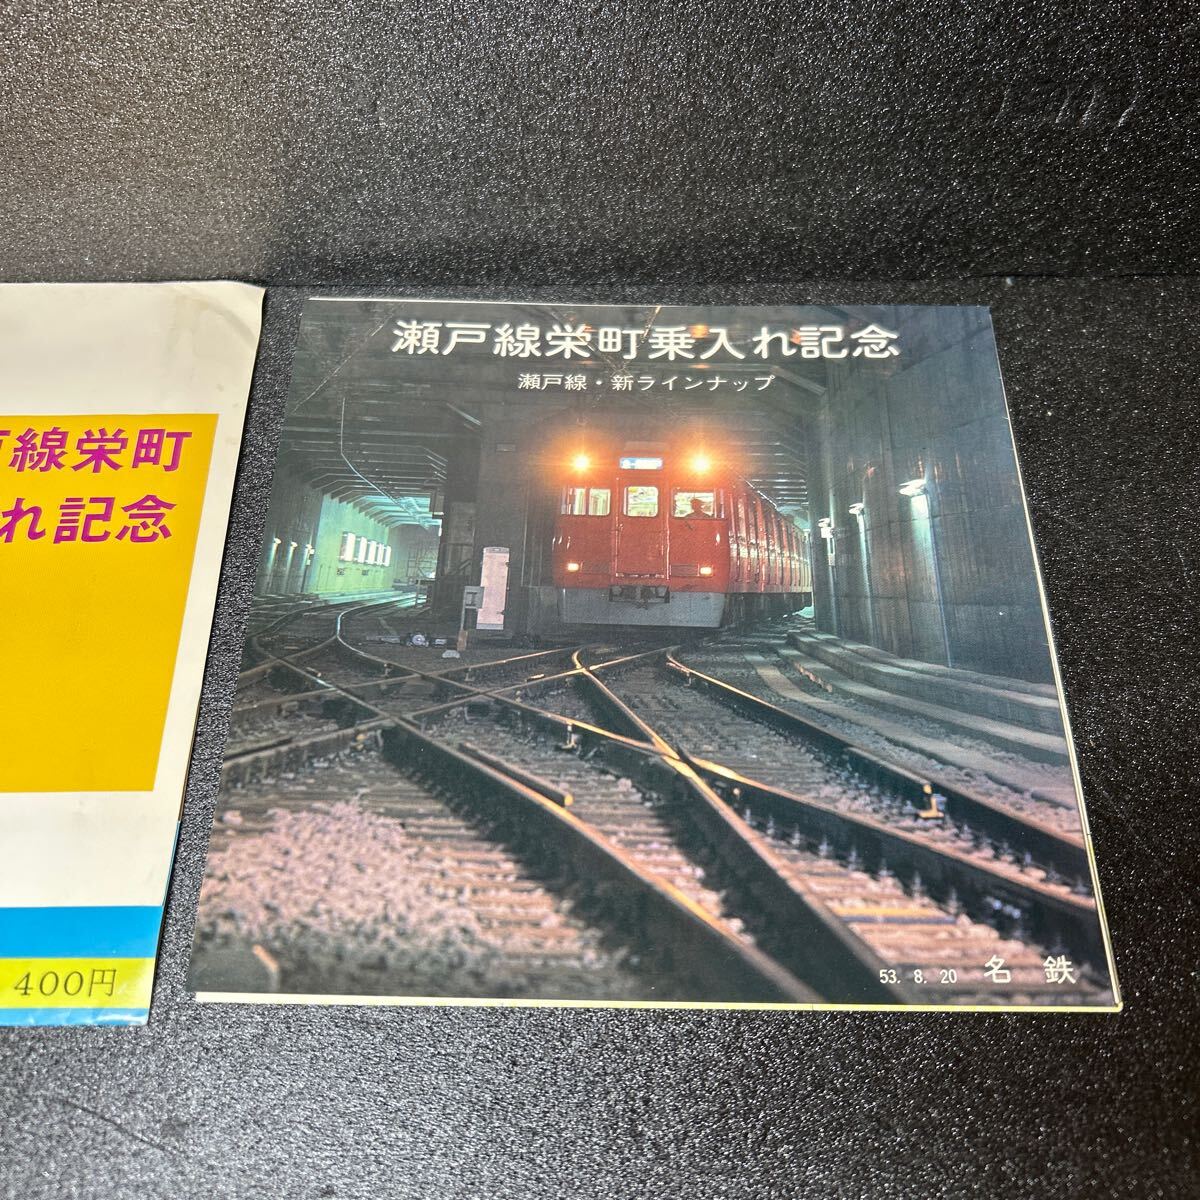 戸線栄町
れ記念
400円
瀬戸線栄町乗入れ記念
瀬戸線・新ラインナップ
53. 8. 20 名鉄